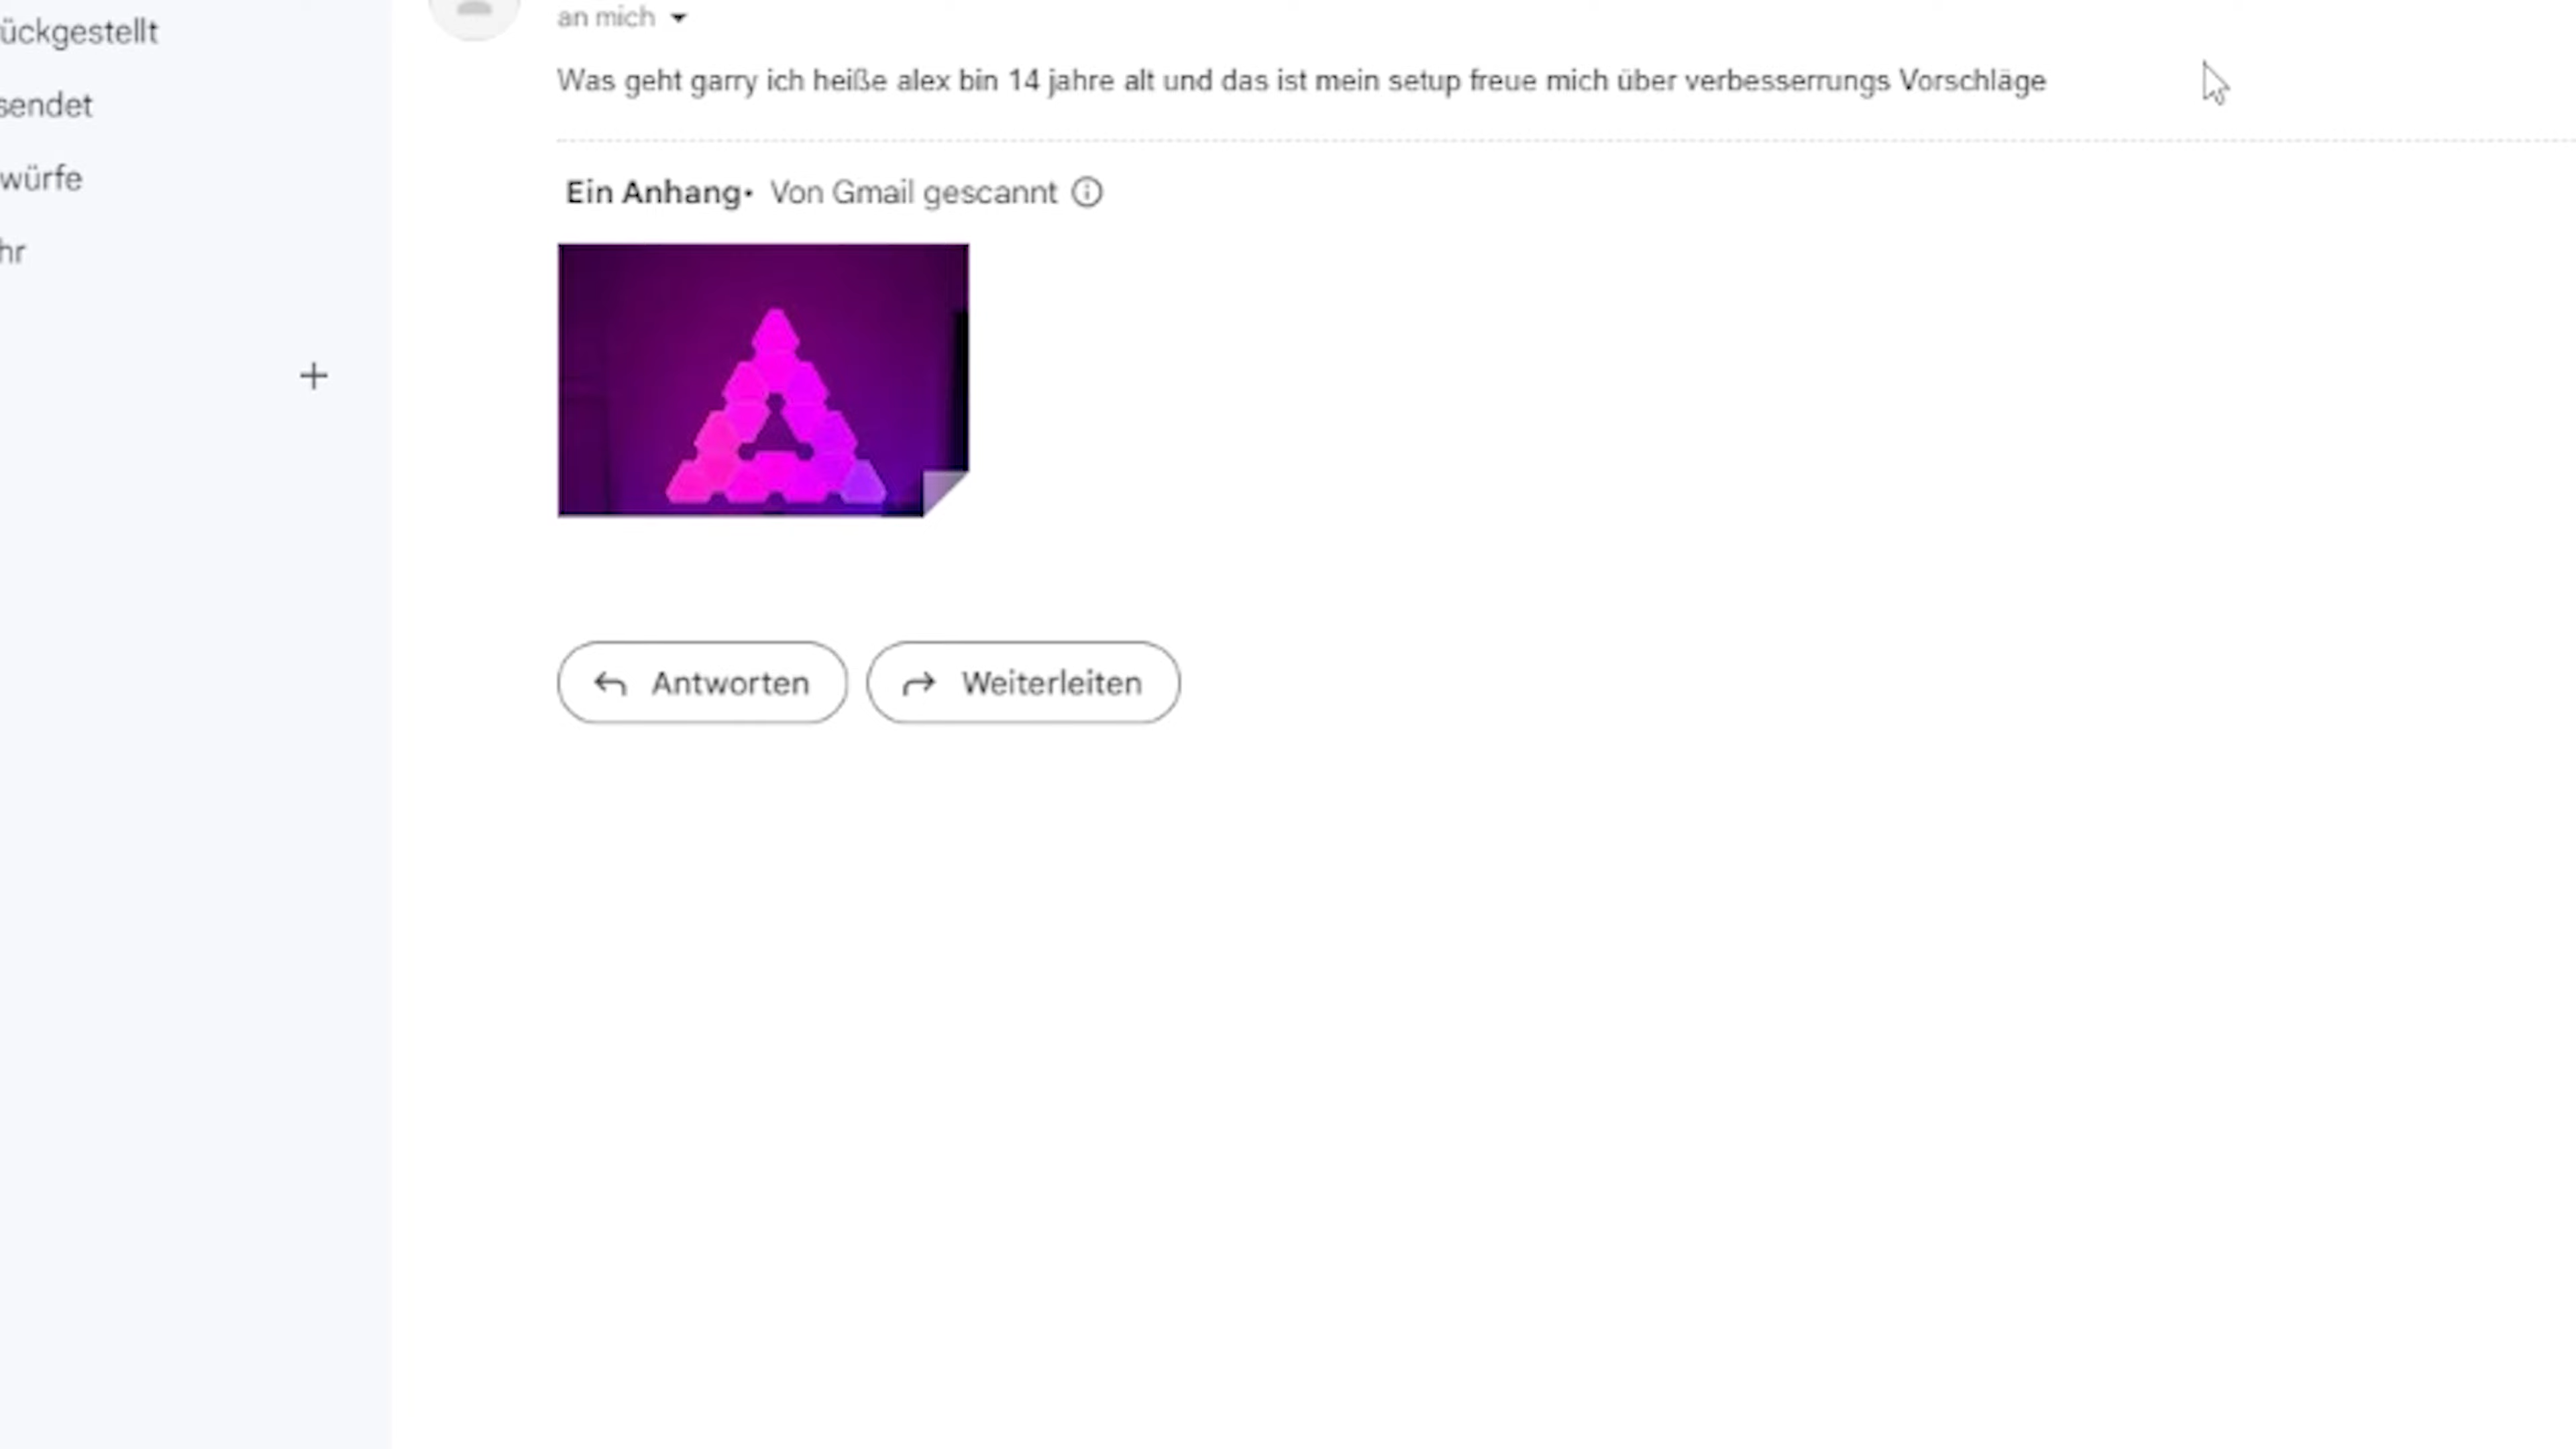 an mich
ückgestellt
Was geht garry ich heiße alex bin 14 jahre alt und das ist mein setup freue mich über verbesserrungs Vorschläge
sendet
würfe
Ein Anhang• Von Gmail gescannt
hr
Antworten
Weiterleiten